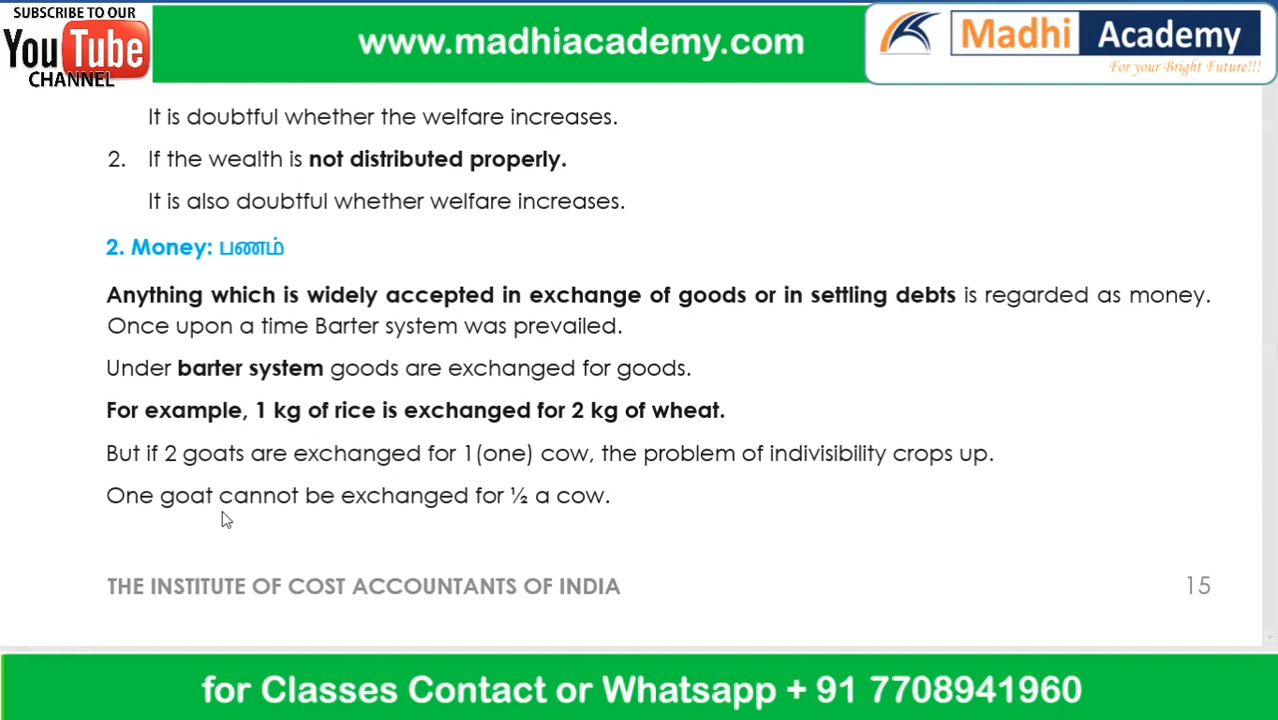 SUBSCRIBE TO OUR
YouTube
CHANNEL
www.madhiacademy.com
Madhi Academy
For your Bright Future!!!
It is doubtful whether the welfare increases.
2. If the wealth is not distributed properly.
It is also doubtful whether welfare increases.
2. Money: பணம்
Anything which is widely accepted in exchange of goods or in settling debts is regarded as money.
Once upon a time Barter system was prevailed.
Under barter system goods are exchanged for goods.
For example, 1 kg of rice is exchanged for 2 kg of wheat.
But if 2 goats are exchanged for 1(one) cow, the problem of indivisibility crops up.
One goat cannot be exchanged for ½ a cow.
THE INSTITUTE OF COST ACCOUNTANTS OF INDIA 15
for Classes Contact or Whatsapp + 91 7708941960